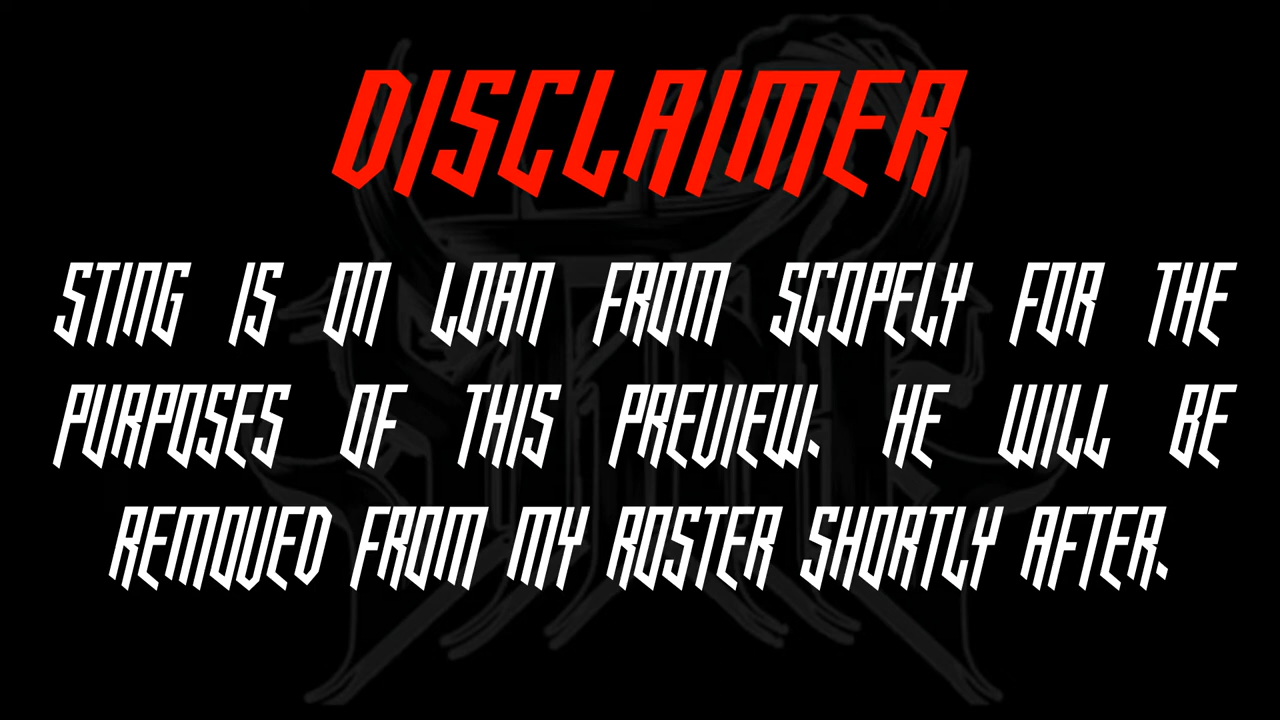 DISCLAIMER
STING IS ON LOAN FROM SCOPELY FOR THE
PURPOSES OF THIS PREVIEW. HE WILL BE
REMOVED FROM MY ROSTER SHORTLY AFTER.